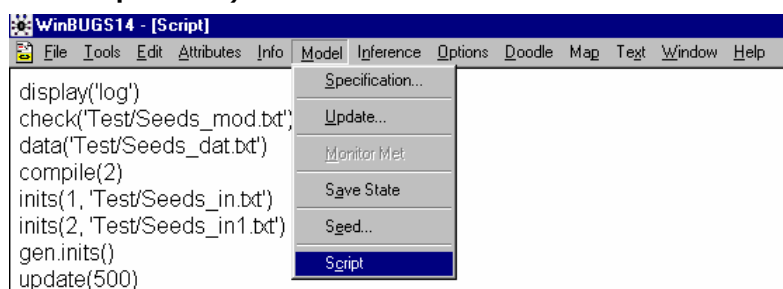 WinBUGS14 - [Script]
File Tools Edit Attributes Info Model Inference Options Doodle Map Text Window Help
display('log')
check('Test/Seeds_mod.txt')
data('Test/Seeds_dat.txt')
compile(2)
inits(1, 'Test/Seeds_in.txt')
inits(2, 'Test/Seeds_in1.txt')
gen.inits()
update(500)
Specification...
Update...
Monitor Met
Save State
Seed...
Script